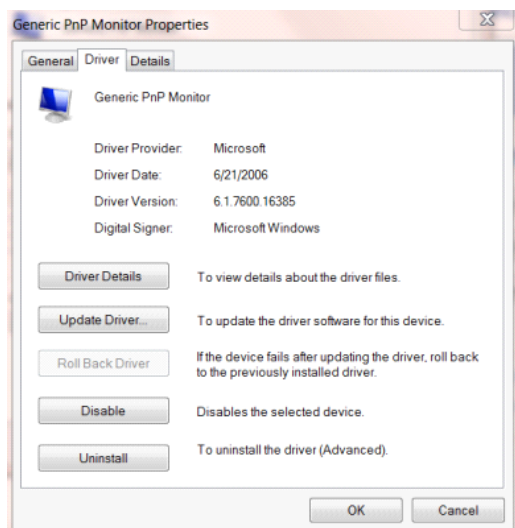 Generic PnP Monitor Properties
General Driver Details
Generic PnP Monitor
Driver Provider: Microsoft
Driver Date: 6/21/2006
Driver Version: 6.1.7600.16385
Digital Signer: Microsoft Windows
Driver Details To view details about the driver files.
Update Driver... To update the driver software for this device.
Roll Back Driver If the device fails after updating the driver, roll back
to the previously installed driver.
Disable Disables the selected device.
Uninstall To uninstall the driver (Advanced).
OK Cancel